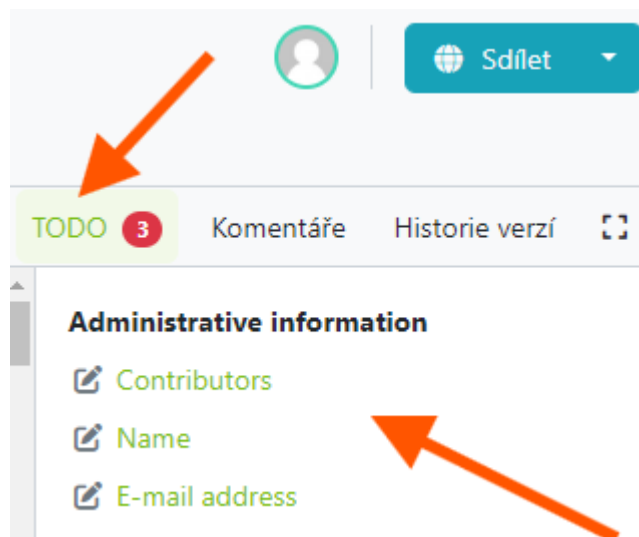 Sdílet
TODO 3 Komentáře Historie verzí
Administrative information
Contributors
Name
E-mail address